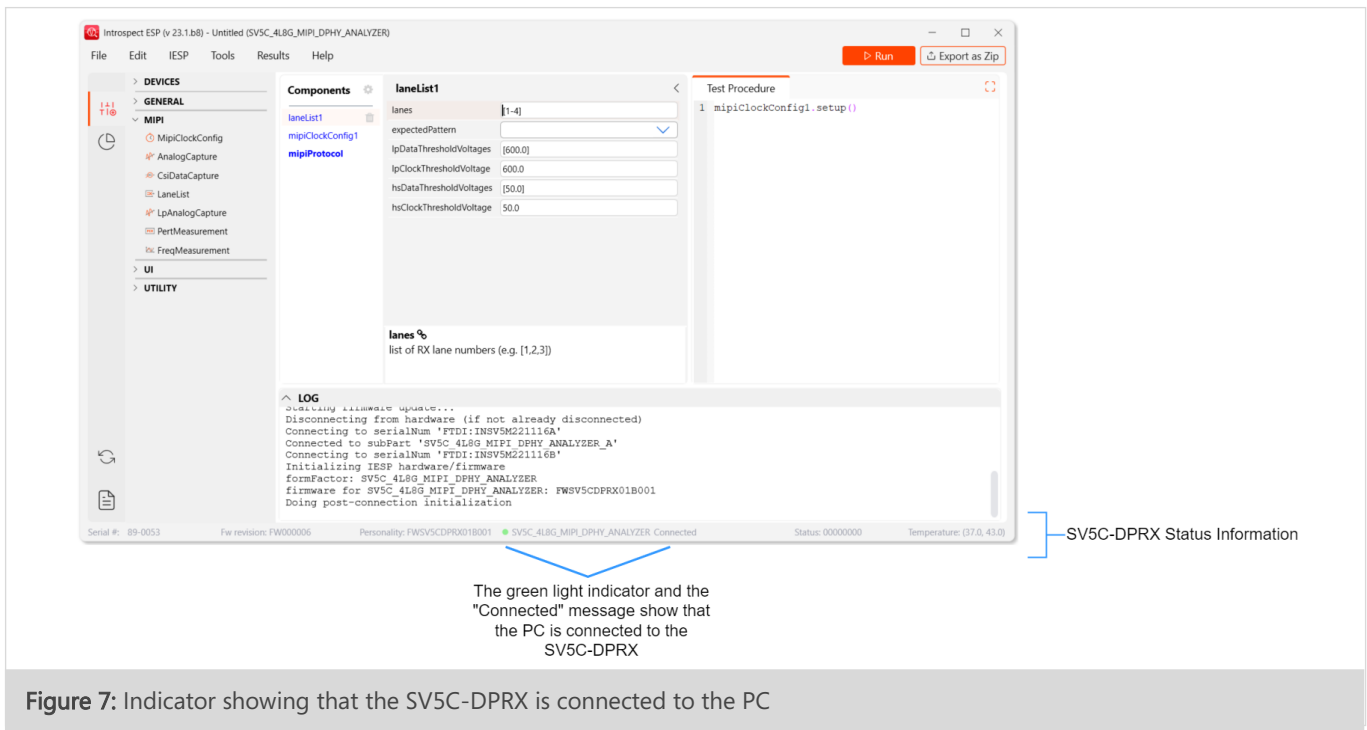 Introspect ESP (v 23.1.b8) - Untitled (SV5C_4L8G_MIPI_DPHY_ANALYZER)
File Edit IESP Tools Results Help
Run
Export as Zip
DEVICES
GENERAL
MIPI
MipiClockConfig
AnalogCapture
CsiDataCapture
LaneList
LpAnalogCapture
PertMeasurement
FreqMeasurement
UI
UTILITY
Components
laneList1
mipiClockConfig1
mipiProtocol
laneList1
lanes [1-4]
expectedPattern
lpDataThresholdVoltages [600.0]
lpClockThresholdVoltage 600.0
hsDataThresholdVoltages [50.0]
hsClockThresholdVoltage 50.0
lanes
list of RX lane numbers (e.g. [1,2,3])
Test Procedure
1 mipiClockConfig1.setup()
LOG
Starting firmware update...
Disconnecting from hardware (if not already disconnected)
Connecting to serialNum 'FTDI:INSV5M221116A'
Connected to subPart 'SV5C_4L8G_MIPI_DPHY_ANALYZER_A'
Connecting to serialNum 'FTDI:INSV5M221116B'
Initializing IESP hardware/firmware
formFactor: SV5C_4L8G_MIPI_DPHY_ANALYZER
firmware for SV5C_4L8G_MIPI_DPHY_ANALYZER: FWSV5CDPRX01B001
Doing post-connection initialization
Serial #: 89-0053 Fw revision: FW000006 Personality: FWSV5CDPRX01B001 SV5C_4L8G_MIPI_DPHY_ANALYZER Connected Status: 00000000 Temperature: (37.0, 43.0)
SV5C-DPRX Status Information
The green light indicator and the
"Connected" message show that
the PC is connected to the
SV5C-DPRX
Figure 7: Indicator showing that the SV5C-DPRX is connected to the PC